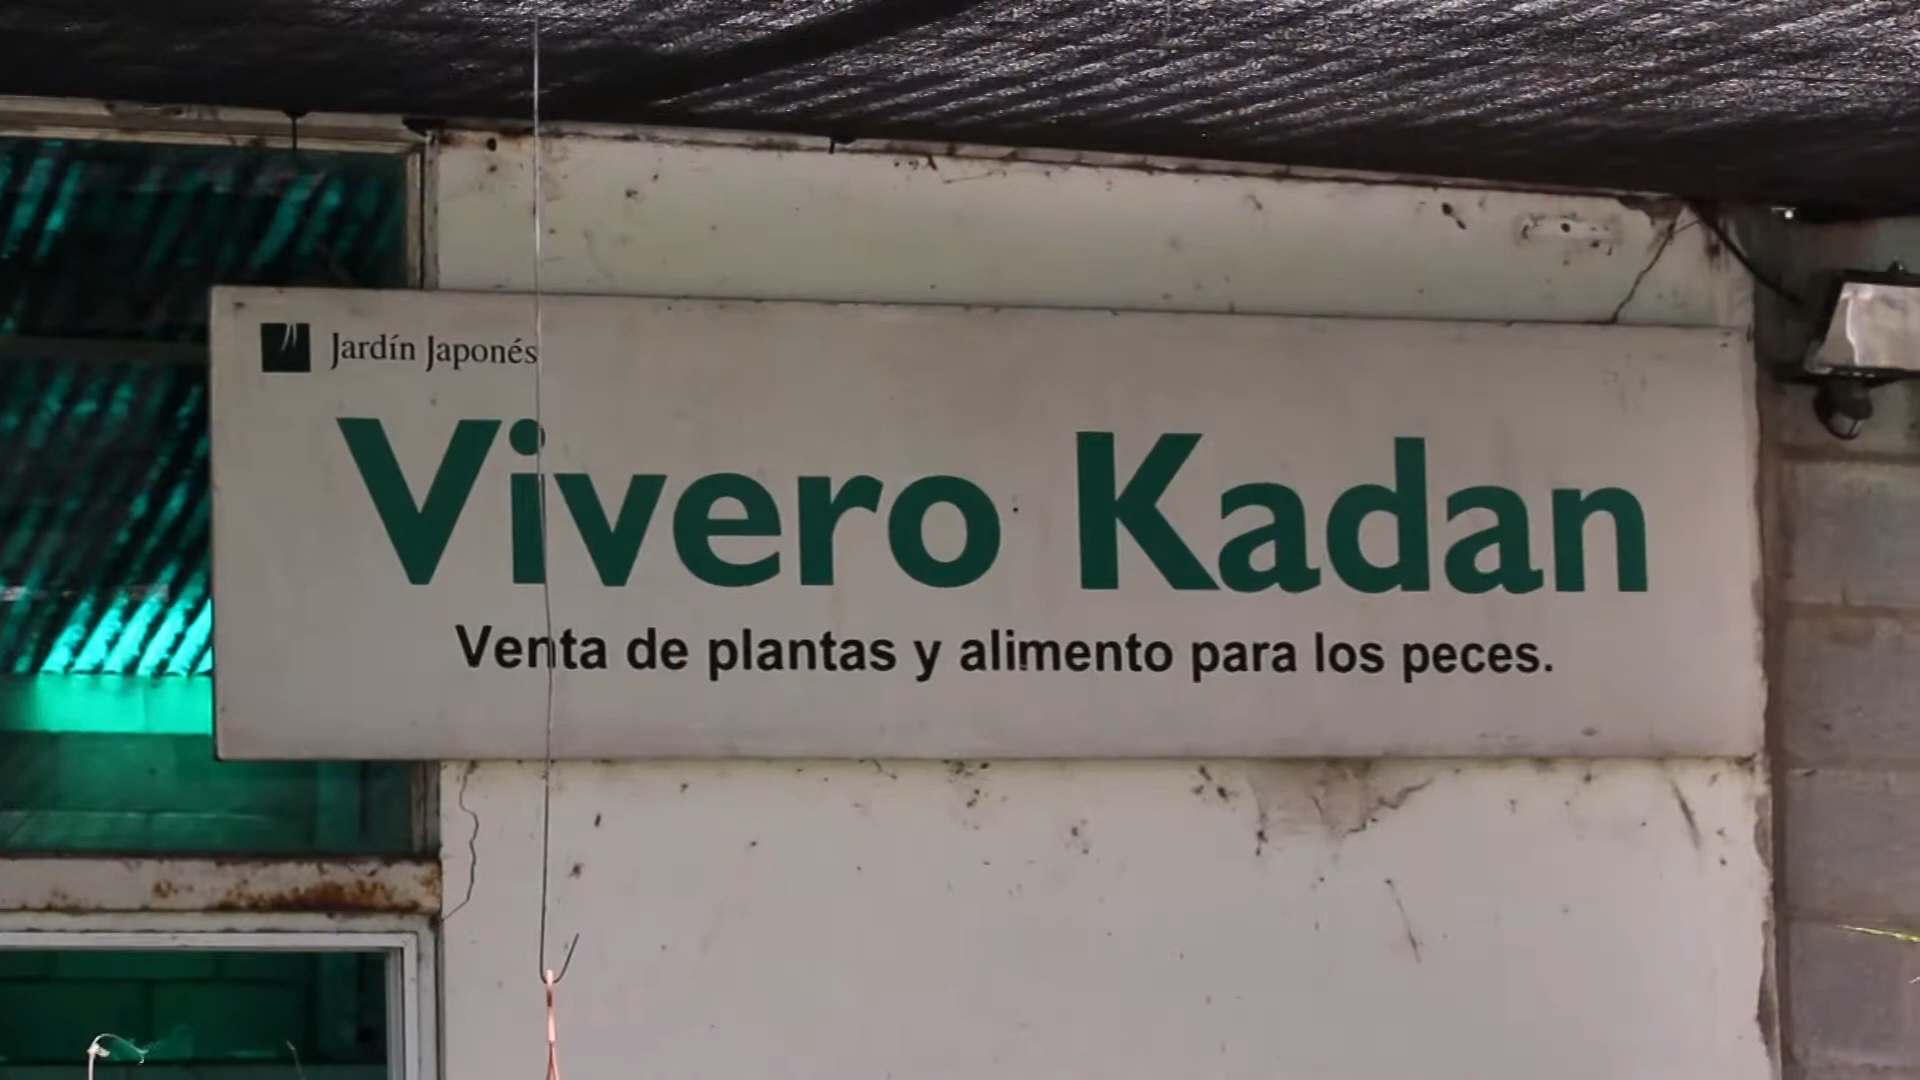 Jardín Japonés
Vivero Kadan
Venta de plantas y alimento para los peces.